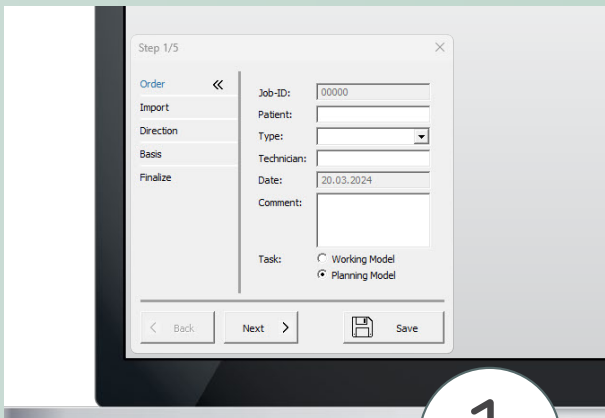 Step 1/5
Order
Import
Direction
Basis
Finalize
Job-ID: 00000
Patient:
Type:
Technician:
Date: 20.03.2024
Comment:
Task: Working Model
Planning Model
< Back
Next >
Save
1